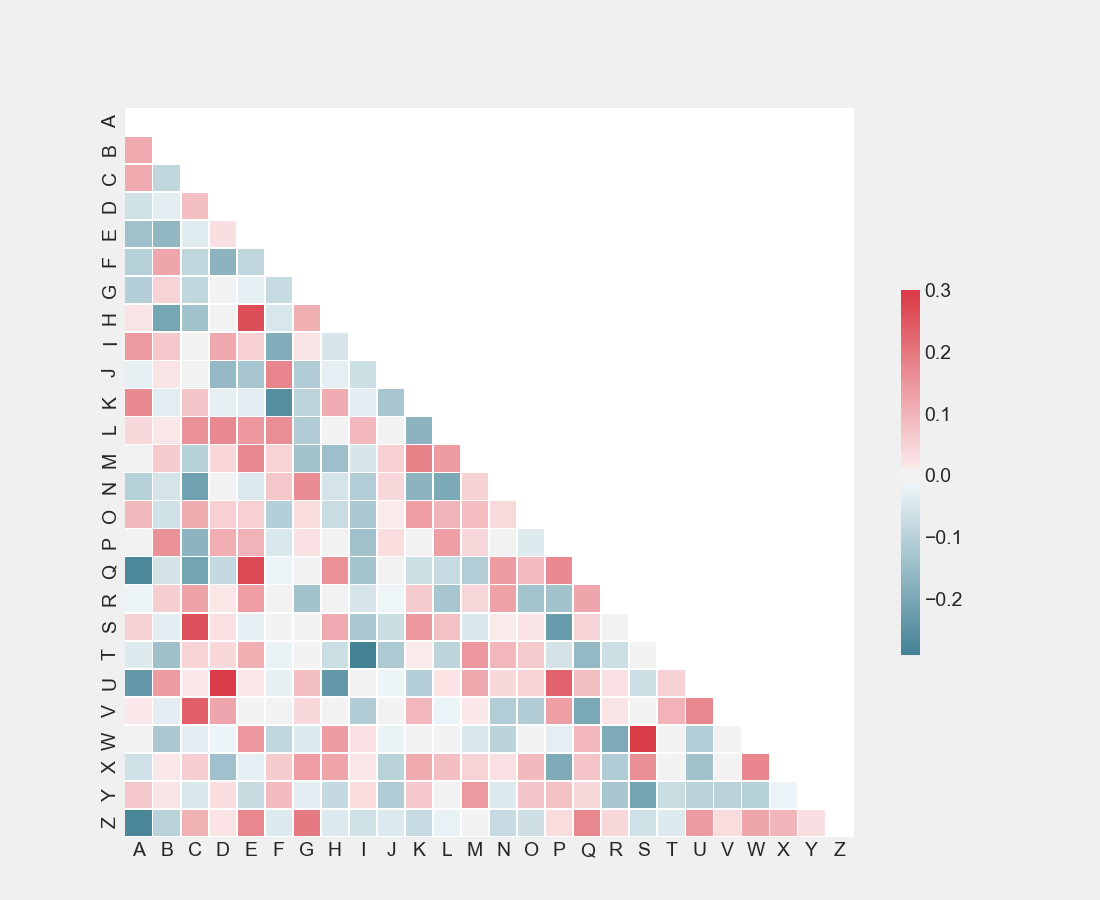 A
B
C
D
E
F
G
H
I
J
K
L
M
N
O
P
Q
R
S
T
U
V
W
X
Y
Z
A B C D E F G H I J K L M N O P Q R S T U V W X Y Z
0.3
0.2
0.1
0.0
−0.1
−0.2